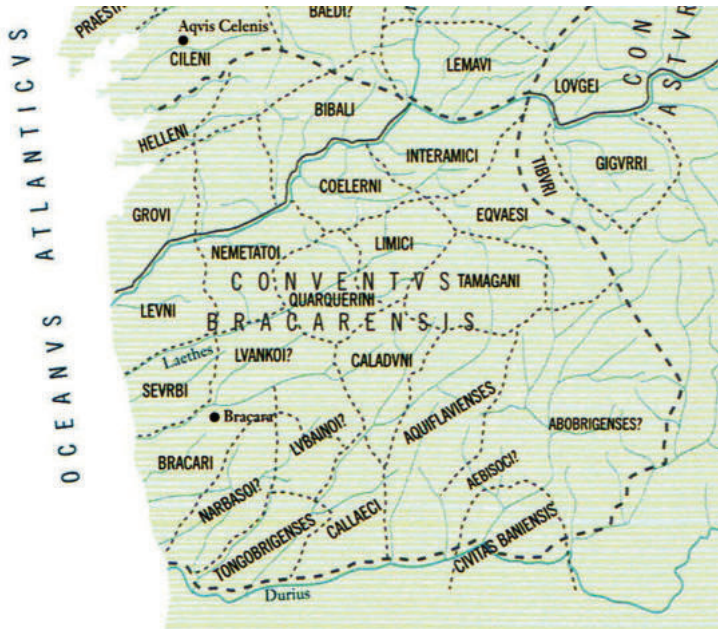 PRAESTA
BAEDI?
Aqvis Celenis
CILENI
LEMAVI
LOVGEI
CON
ASTVR
OCEANVS ATLANTICVS
HELLENI
BIBALI
INTERAMICI
TIBVRI
GIGVRRI
COELERNI
GROVI
EQVAESI
NEMETATOI
LIMICI
CONVENTVS
TAMAGANI
QUARQUERINI
LEVNI
BRACARENSIS
Laethes
LVANKOI?
CALADVNI
SEVRBI
Bracara
LVBAINOI?
AQUIFLAVIENSES
ABOBRIGENSES?
BRACARI
AEBISOCI?
NARBASOI?
CALLAECI
TONGOBRIGENSES
CIVITAS BANIENSIS
Durius